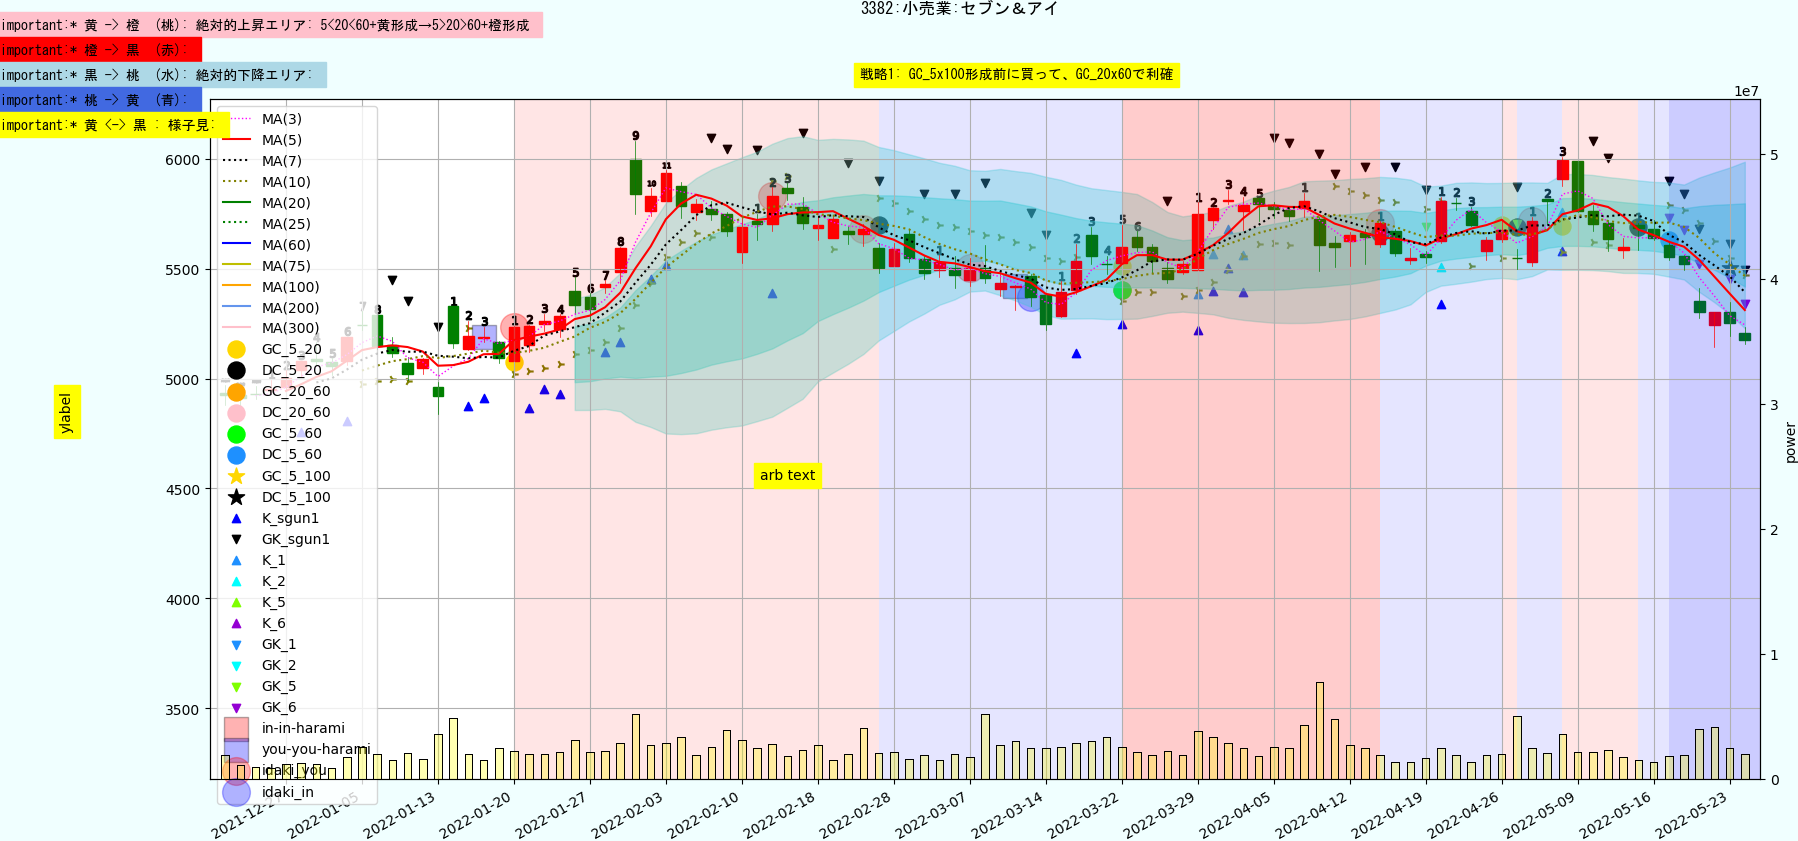 3382:小売業:セブン＆アイ
important:* 黄 -> 橙 （桃）: 絶対的上昇エリア: 5<20<60+黄形成→5>20>60+橙形成
important:* 橙 -> 黒 （赤）:
important:* 黒 -> 桃 （水）: 絶対的下降エリア:
戦略1: GC_5x100形成前に買って、GC_20x60で利確
important:* 桃 -> 黄 （青）:
important:* 黄 <-> 黒 : 様子見:
1e7
MA(3)
MA(5)
MA(7)
MA(10)
MA(20)
MA(25)
MA(60)
MA(75)
MA(100)
MA(200)
MA(300)
GC_5_20
DC_5_20
GC_20_60
DC_20_60
GC_5_60
DC_5_60
GC_5_100
DC_5_100
K_sgun1
GK_sgun1
K_1
K_2
K_5
K_6
GK_1
GK_2
GK_5
GK_6
in-in-harami
you-you-harami
idaki_you
idaki_in
6000
5500
5000
4500
4000
3500
ylabel
arb text
5
4
3
2
1
0
power
2022-01-05
2022-01-13
2022-01-20
2022-01-27
2022-02-03
2022-02-10
2022-02-18
2022-02-28
2022-03-07
2022-03-14
2022-03-22
2022-03-29
2022-04-05
2022-04-12
2022-04-19
2022-04-26
2022-05-09
2022-05-16
2022-05-23